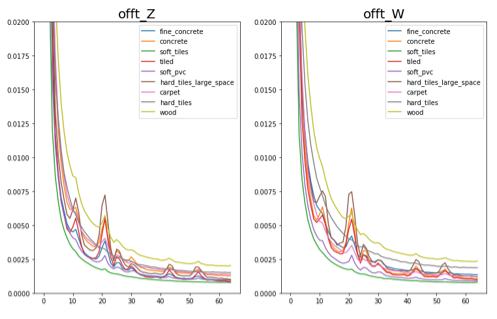 offt_Z
0.0200
0.0175
0.0150
0.0125
0.0100
0.0075
0.0050
0.0025
0.0000
0 10 20 30 40 50 60
fine_concrete
concrete
soft_tiles
tiled
soft_pvc
hard_tiles_large_space
carpet
hard_tiles
wood
offt_W
0.0200
0.0175
0.0150
0.0125
0.0100
0.0075
0.0050
0.0025
0.0000
0 10 20 30 40 50 60
fine_concrete
concrete
soft_tiles
tiled
soft_pvc
hard_tiles_large_space
carpet
hard_tiles
wood